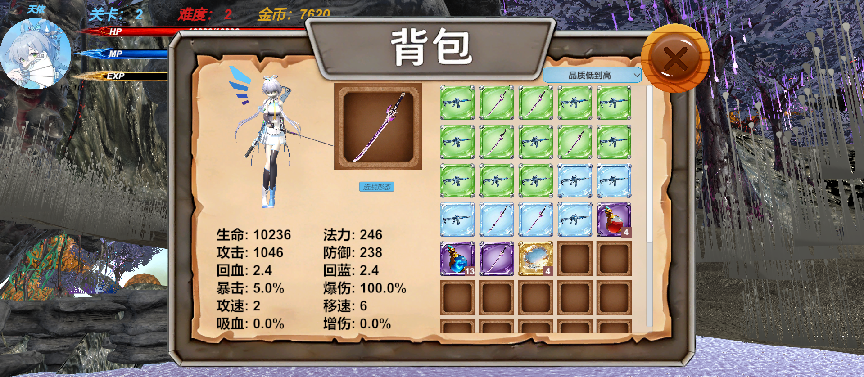 天依
关卡: 2
难度: 2
金币: 7620
HP
MP
EXP
背包
品质低到高
生命: 10236
法力: 246
攻击: 1046
防御: 238
回血: 2.4
回蓝: 2.4
暴击: 5.0%
爆伤: 100.0%
攻速: 2
移速: 6
吸血: 0.0%
增伤: 0.0%
4
13
4